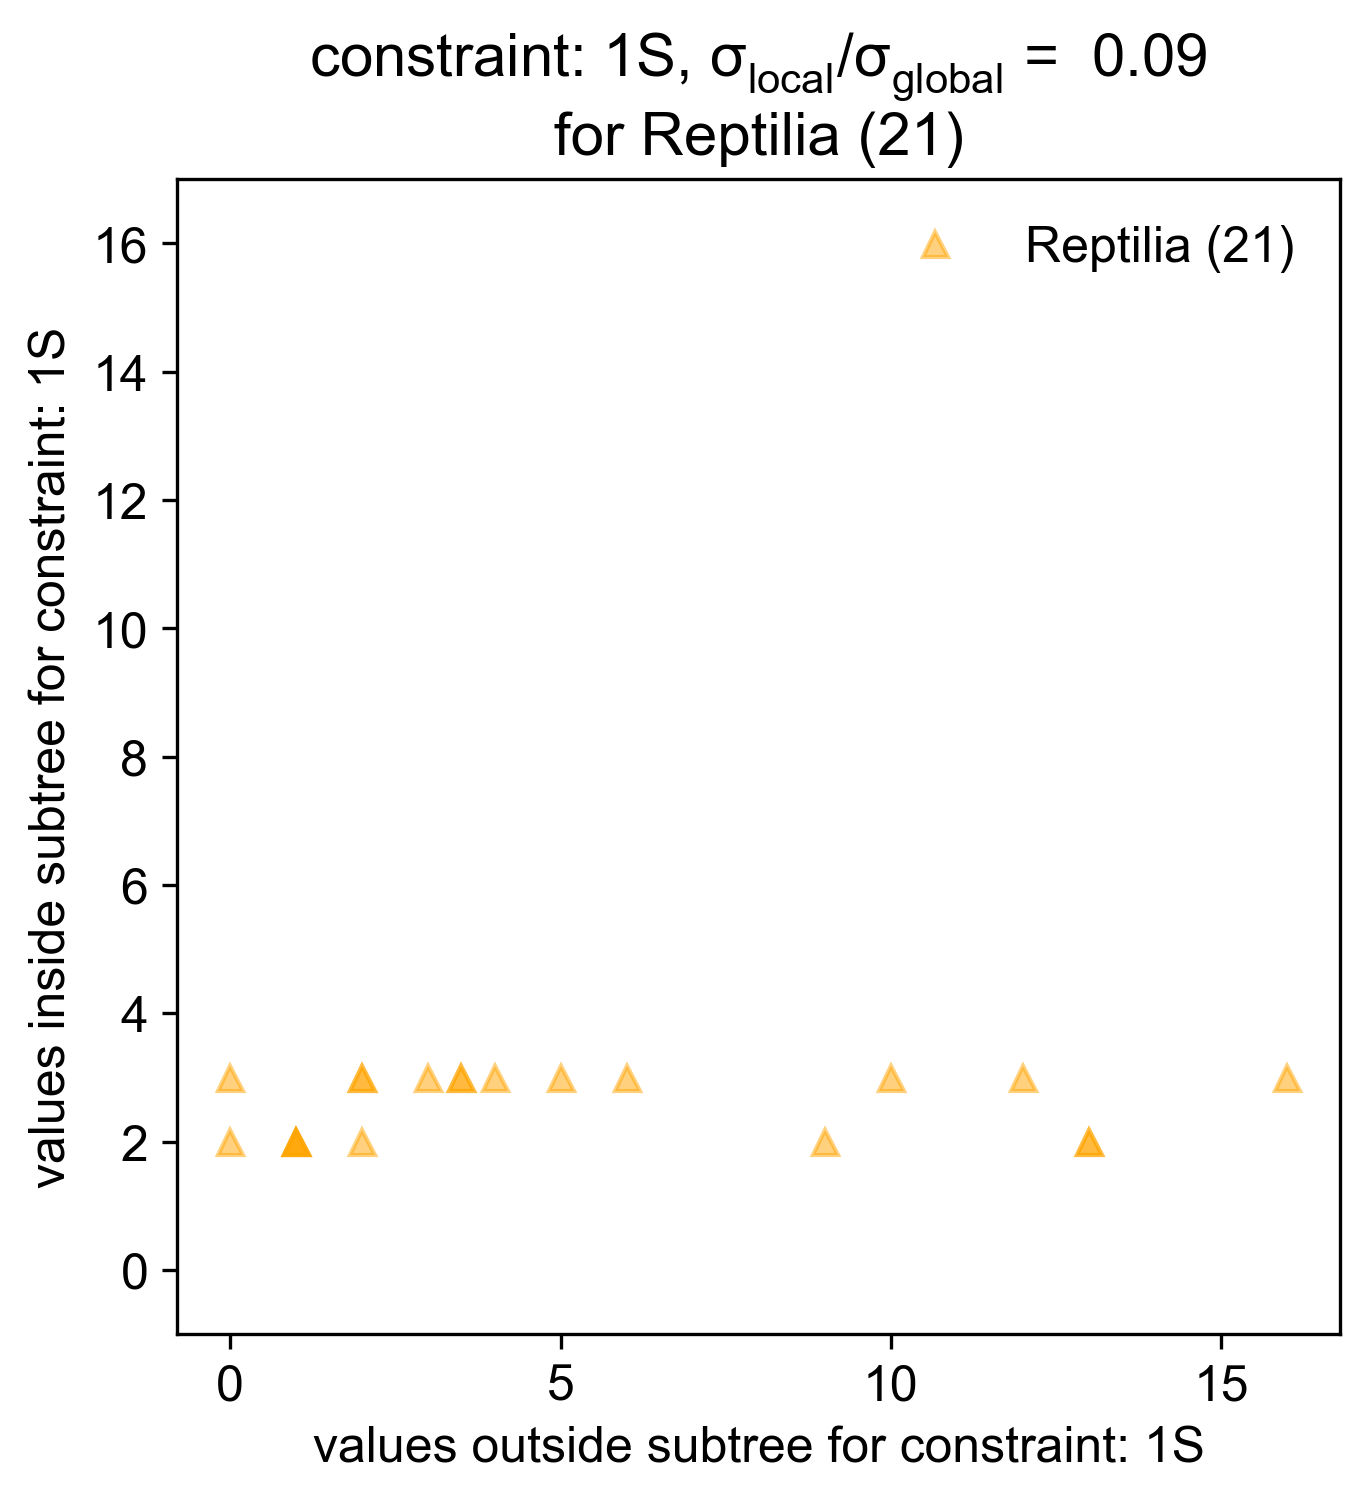 constraint: 1S, σlocal/σglobal = 0.09
for Reptilia (21)
Reptilia (21)
values inside subtree for constraint: 1S
16
14
12
10
8
6
4
2
0
0 5 10 15
values outside subtree for constraint: 1S